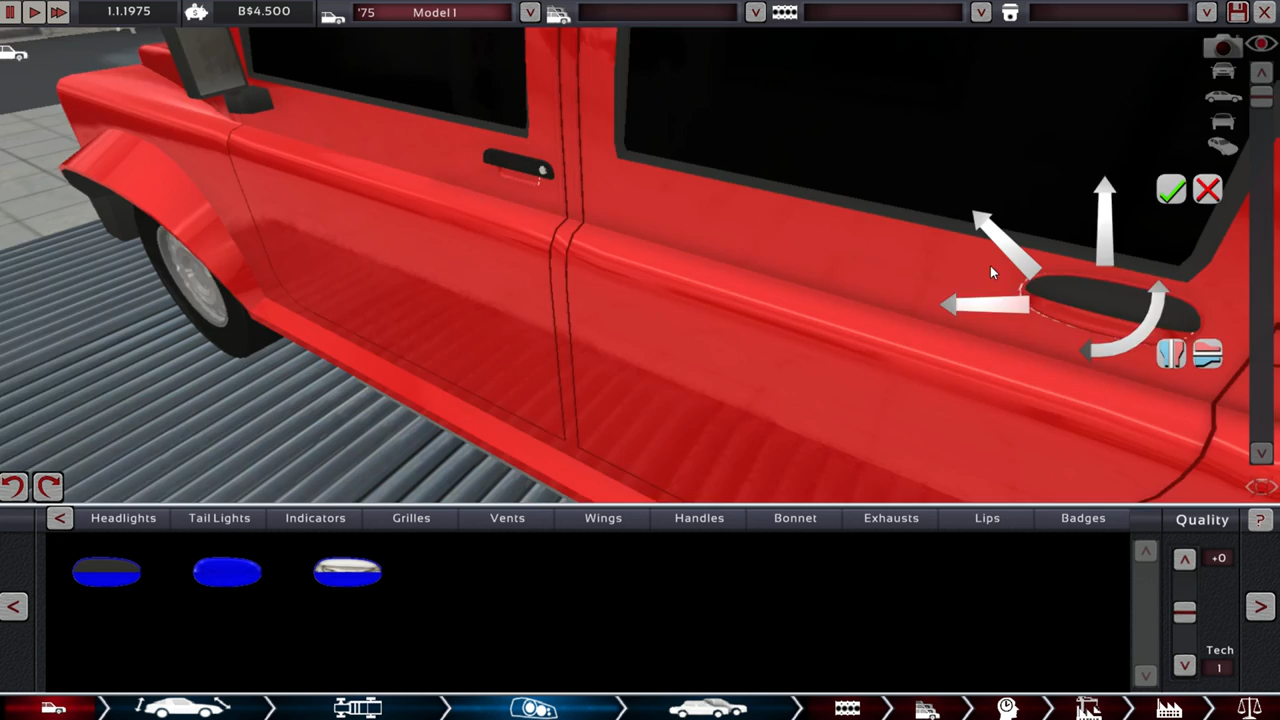 1.1.1975 B$4.500 '75 Model1
Headlights Tail Lights Indicators Grilles Vents Wings Handles Bonnet Exhausts Lips Badges Quality ?
+0
Tech
1